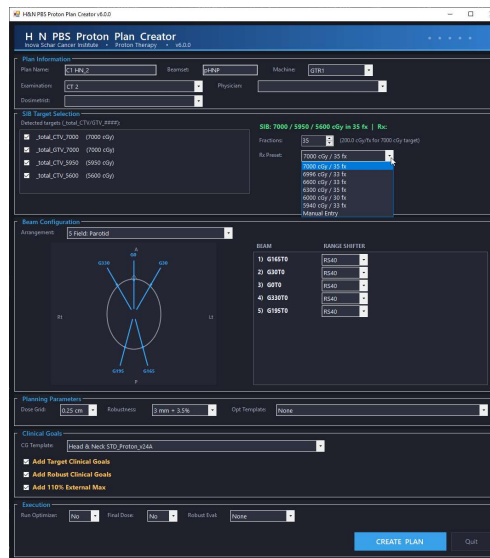 H&N PBS Proton Plan Creator v6.0.0
H N PBS Proton Plan Creator
Inova Schar Cancer Institute • Proton Therapy • v6.0.0
Plan Information
Plan Name: C1 HN_2 Beamset: pHNP Machine: GTR1
Examination: CT 2 Physician:
Dosimetrist:
SIB Target Selection
Detected targets (_total_CTV/GTV_####):
_total_CTV_7000 (7000 cGy)
_total_GTV_7000 (7000 cGy)
_total_CTV_5950 (5950 cGy)
_total_CTV_5600 (5600 cGy)
SIB: 7000 / 5950 / 5600 cGy in 35 fx | Rx:
Fractions: 35 (200.0 cGy/fx for 7000 cGy target)
Rx Preset: 7000 cGy / 35 fx
7000 cGy / 35 fx
6996 cGy / 33 fx
6600 cGy / 33 fx
6300 cGy / 35 fx
6000 cGy / 30 fx
5940 cGy / 33 fx
Manual Entry
Beam Configuration
Arrangement: 5 Field: Parotid
A
G0
G330 G30
Rt Lt
G195 G165
P
BEAM RANGE SHIFTER
1) G165T0 RS40
2) G30T0 RS40
3) G0T0 RS40
4) G330T0 RS40
5) G195T0 RS40
Planning Parameters
Dose Grid: 0.25 cm Robustness: 3 mm + 3.5% Opt Template: None
Clinical Goals
CG Template: Head & Neck STD_Proton_v24A
Add Target Clinical Goals
Add Robust Clinical Goals
Add 110% External Max
Execution
Run Optimizer: No Final Dose: No Robust Eval: None
CREATE PLAN Quit